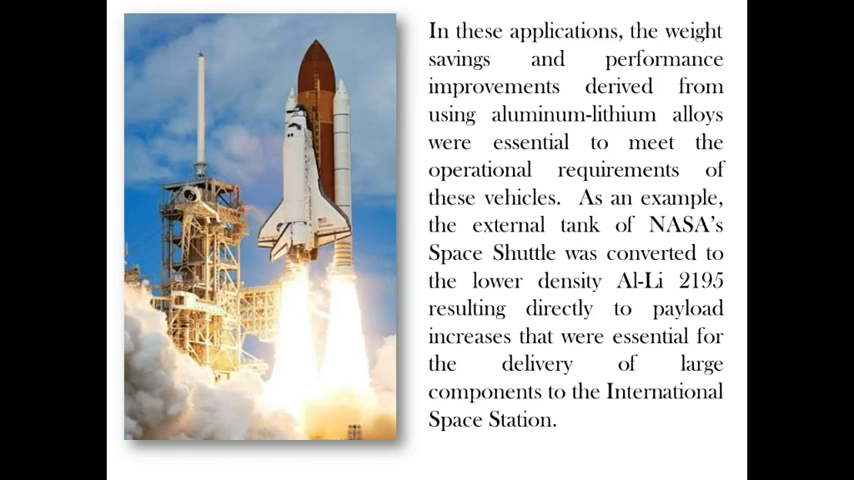 In these applications, the weight
savings and performance
improvements derived from
using aluminum-lithium alloys
were essential to meet the
operational requirements of
these vehicles. As an example,
the external tank of NASA's
Space Shuttle was converted to
the lower density Al-Li 2195
resulting directly to payload
increases that were essential for
the delivery of large
components to the International
Space Station.